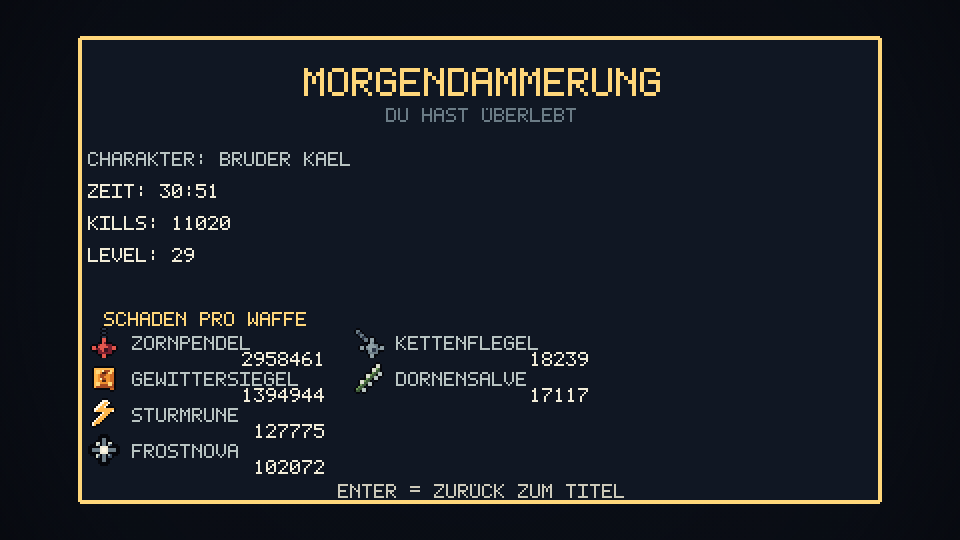 MORGENDAMMERUNG
DU HAST ÜBERLEBT
CHARAKTER: BRUDER KAEL
ZEIT: 30:51
KILLS: 11020
LEVEL: 29
SCHADEN PRO WAFFE
ZORNPENDEL
2958461
GEWITTERSIEGEL
1394944
STURMRUNE
127775
FROSTNOVA
102072
KETTENFLEGEL
18239
DORNENSALVE
17117
ENTER = ZURÜCK ZUM TITEL